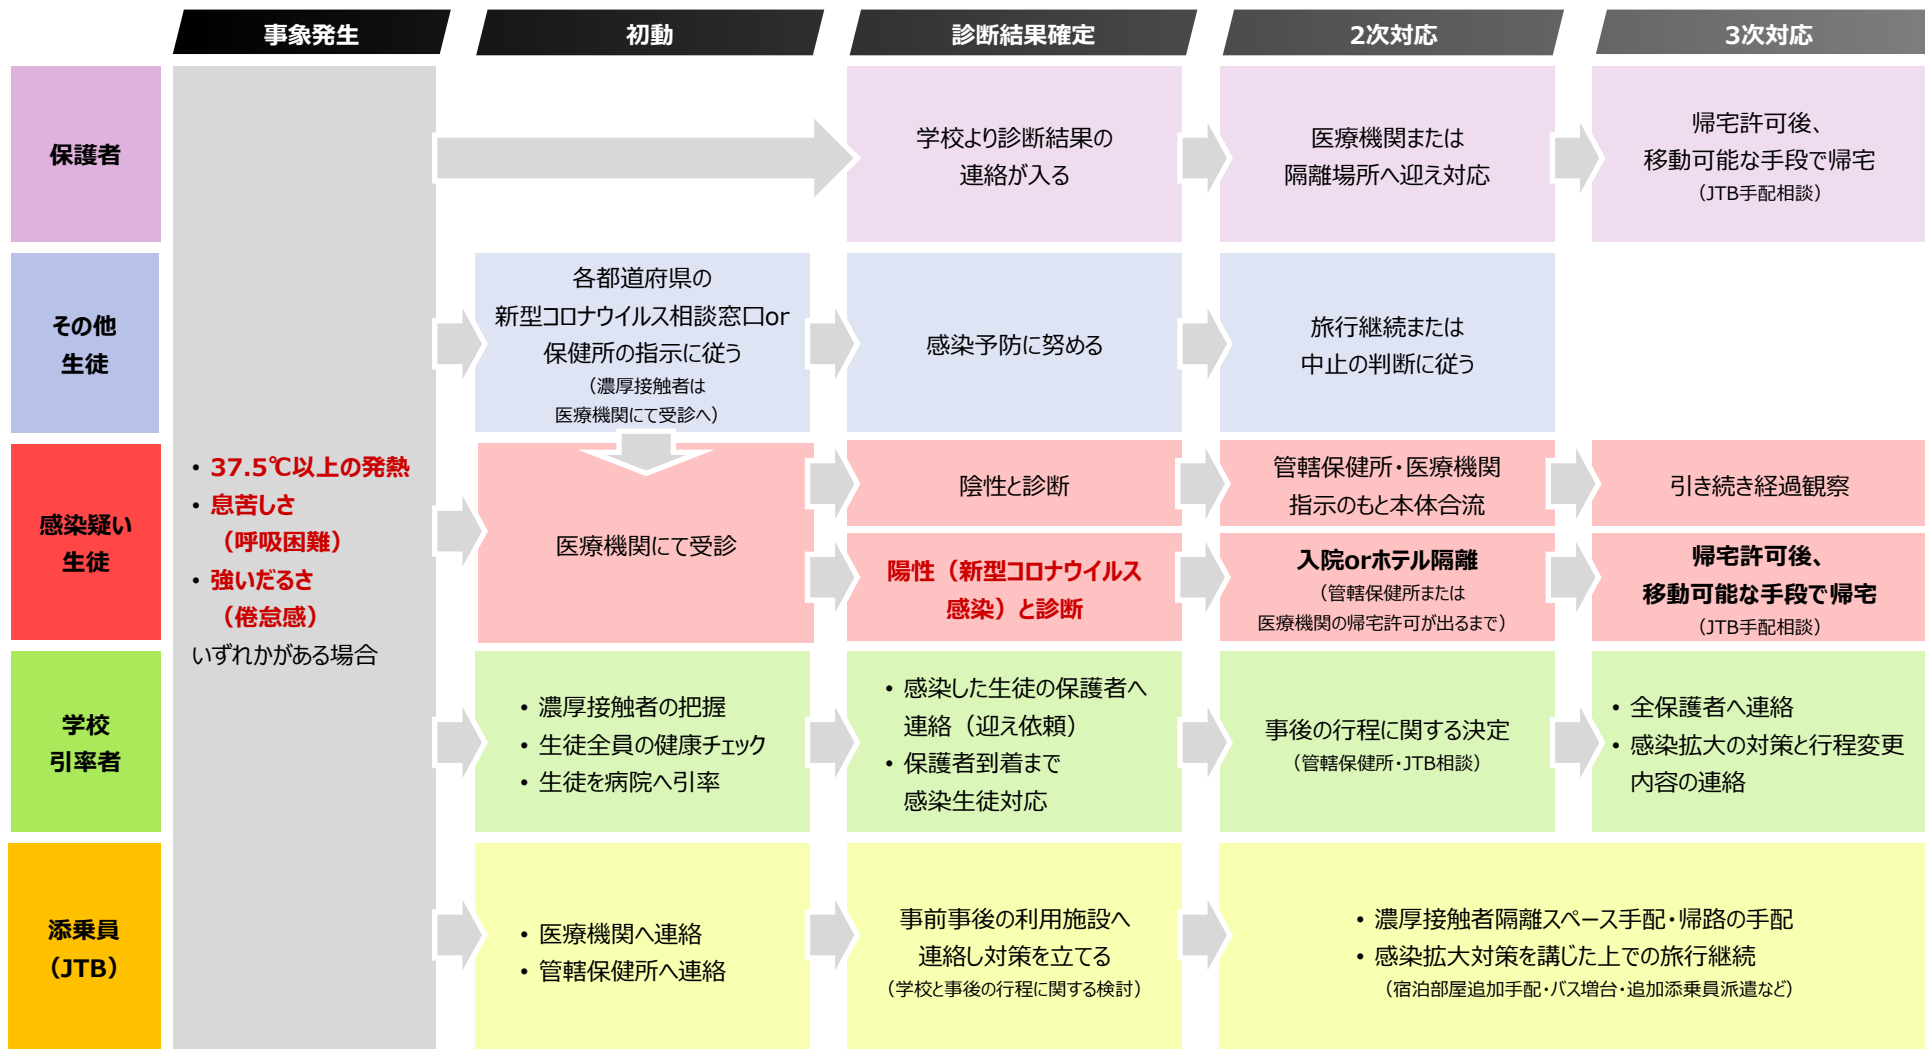 事象発生
初動
診断結果確定
2次対応
3次対応
保護者
学校より診断結果の
連絡が入る
医療機関または
隔離場所へ迎え対応
帰宅許可後、
移動可能な手段で帰宅
（JTB手配相談）
その他
生徒
各都道府県の
新型コロナウイルス相談窓口or
保健所の指示に従う
（濃厚接触者は
医療機関にて受診へ）
感染予防に努める
旅行継続または
中止の判断に従う
・37.5℃以上の発熱
・息苦しさ
（呼吸困難）
・強いだるさ
（倦怠感）
いずれかがある場合
感染疑い
生徒
医療機関にて受診
陰性と診断
管轄保健所・医療機関
指示のもと本体合流
引き続き経過観察
陽性（新型コロナウイルス
感染）と診断
入院orホテル隔離
（管轄保健所または
医療機関の帰宅許可が出るまで）
帰宅許可後、
移動可能な手段で帰宅
（JTB手配相談）
学校
引率者
・濃厚接触者の把握
・生徒全員の健康チェック
・生徒を病院へ引率
・感染した生徒の保護者へ
連絡（迎え依頼）
・保護者到着まで
感染生徒対応
事後の行程に関する決定
（管轄保健所・JTB相談）
・全保護者へ連絡
・感染拡大の対策と行程変更
内容の連絡
添乗員
（JTB）
・医療機関へ連絡
・管轄保健所へ連絡
事前事後の利用施設へ
連絡し対策を立てる
（学校と事後の行程に関する検討）
・濃厚接触者隔離スペース手配・帰路の手配
・感染拡大対策を講じた上での旅行継続
（宿泊部屋追加手配・バス増台・追加添乗員派遣など）